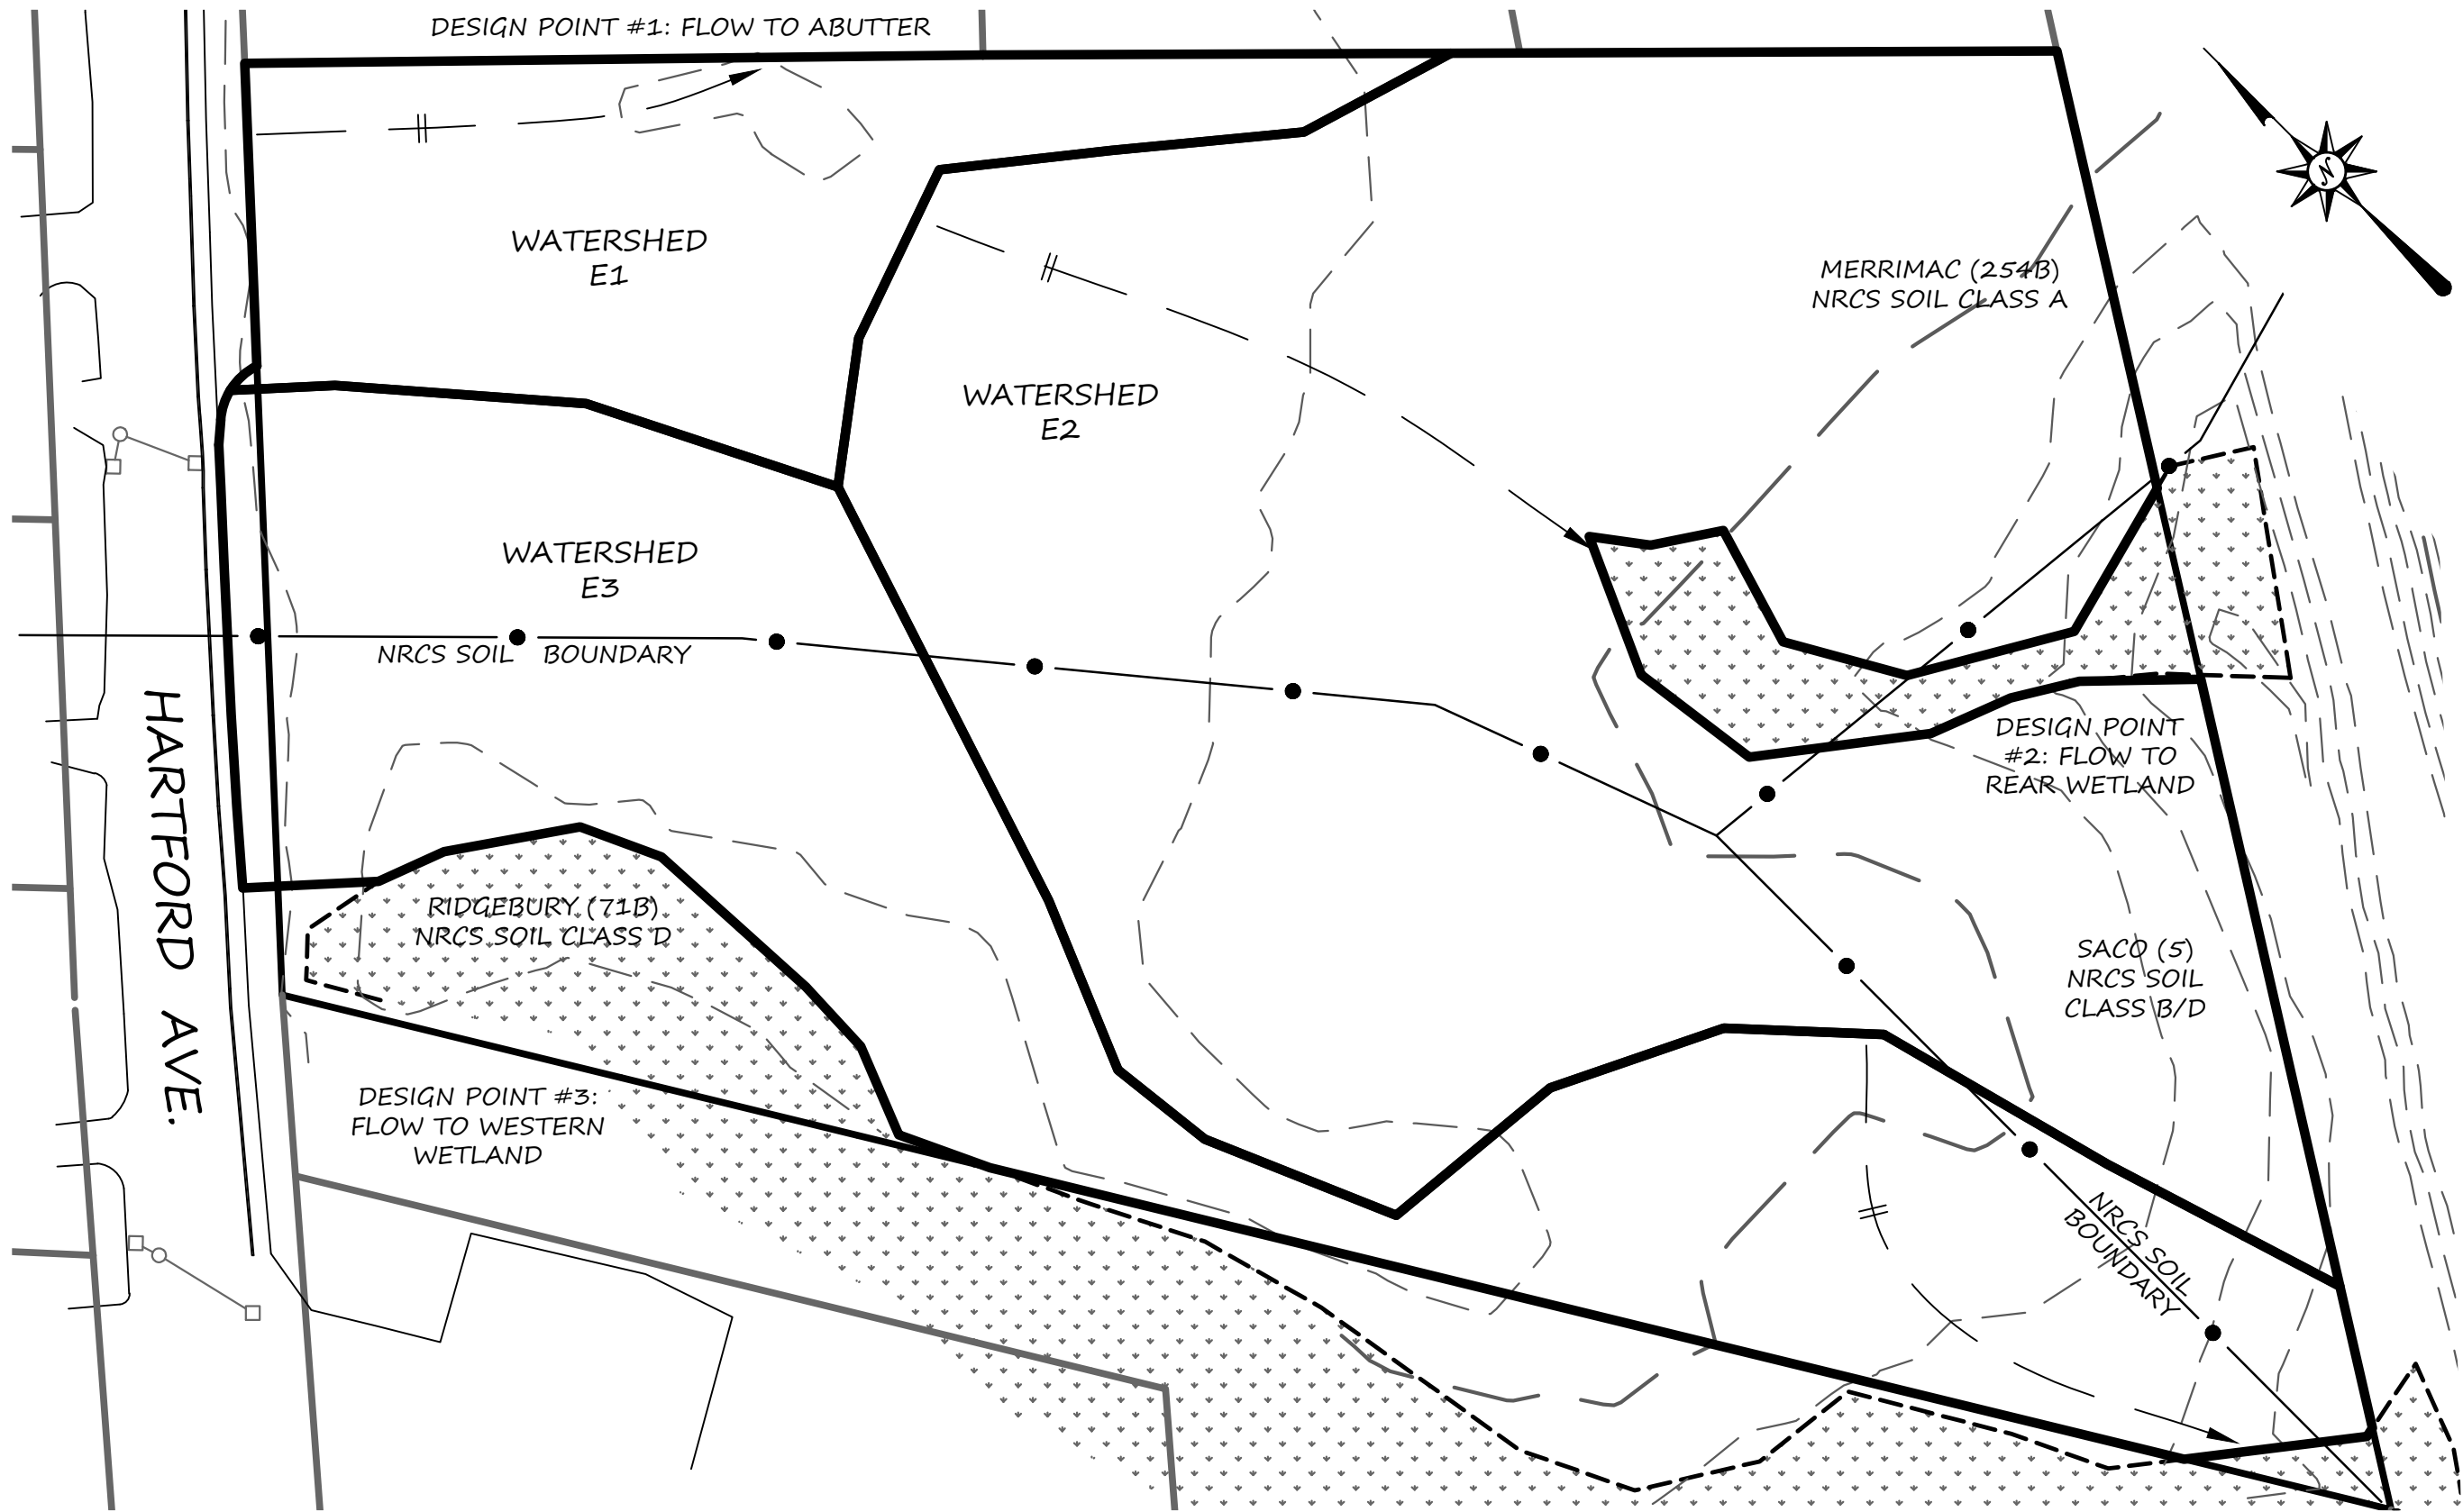 DESIGN POINT #1: FLOW TO ABUTTER
WATERSHED
E1
MERRIMAC (254B)
NRCS SOIL CLASS A
N
WATERSHED
E2
WATERSHED
E3
NRCS SOIL BOUNDARY
HARTFORD AVE.
DESIGN POINT
#2: FLOW TO
REAR WETLAND
RIDGEBURY (71B)
NRCS SOIL CLASS D
SACO (5)
NRCS SOIL
CLASS B/D
DESIGN POINT #3:
FLOW TO WESTERN
WETLAND
NRCS SOIL
BOUNDARY